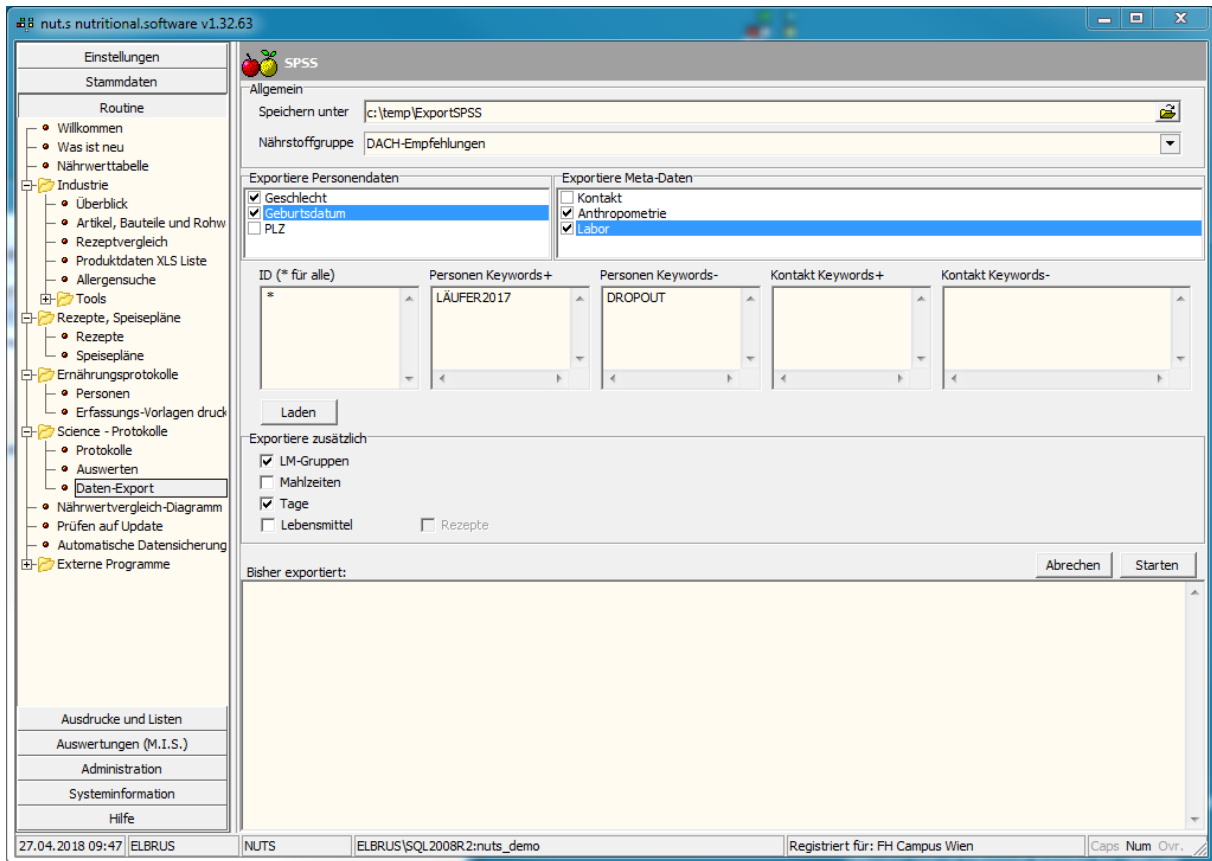 nut.s nutritional.software v1.32.63
Einstellungen
Stammdaten
Routine
Willkommen
Was ist neu
Nährwerttabelle
Industrie
Überblick
Artikel, Bauteile und Rohw
Rezeptvergleich
Produktdaten XLS Liste
Allergensuche
Tools
Rezepte, Speisepläne
Rezepte
Speisepläne
Ernährungsprotokolle
Personen
Erfassungs-Vorlagen druck
Science - Protokolle
Protokolle
Auswerten
Daten-Export
Nährwertvergleich-Diagramm
Prüfen auf Update
Automatische Datensicherung
Externe Programme
Ausdrucke und Listen
Auswertungen (M.I.S.)
Administration
Systeminformation
Hilfe
SPSS
Allgemein
Speichern unter c:\temp\ExportSPSS
Nährstoffgruppe DACH-Empfehlungen
Exportiere Personendaten
Geschlecht
Geburtsdatum
PLZ
Exportiere Meta-Daten
Kontakt
Anthropometrie
Labor
ID (* für alle) Personen Keywords+ Personen Keywords- Kontakt Keywords+ Kontakt Keywords-
* LÄUFER2017 DROPOUT
Laden
Exportiere zusätzlich
LM-Gruppen
Mahlzeiten
Tage
Lebensmittel Rezepte
Bisher exportiert: Abrechen Starten
27.04.2018 09:47 ELBRUS NUTS ELBRUS\SQL2008R2:nuts_demo Registriert für: FH Campus Wien Caps Num Ovr.